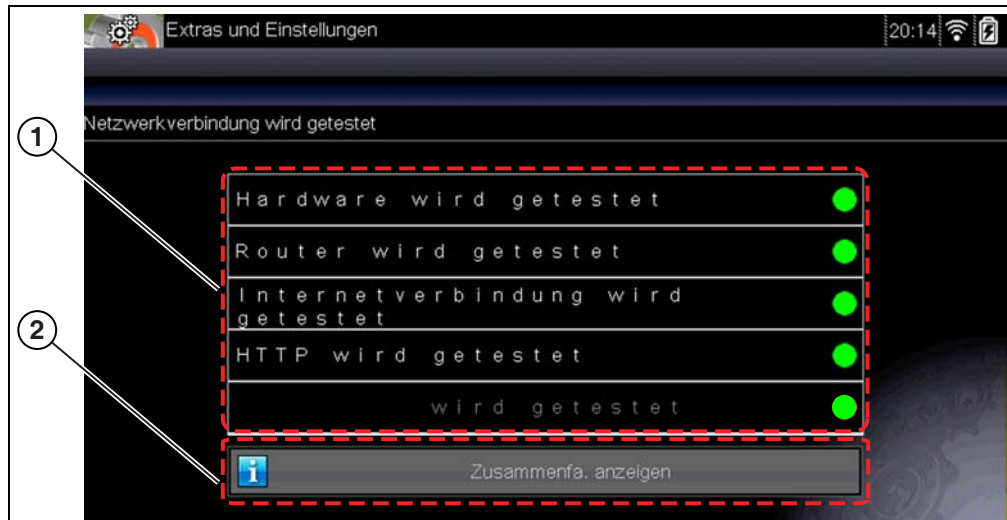 Extras und Einstellungen
20:14
Netzwerkverbindung wird getestet
1
Hardware wird getestet
Router wird getestet
Internetverbindung wird
getestet
2
HTTP wird getestet
wird getestet
i
Zusammenfa. anzeigen